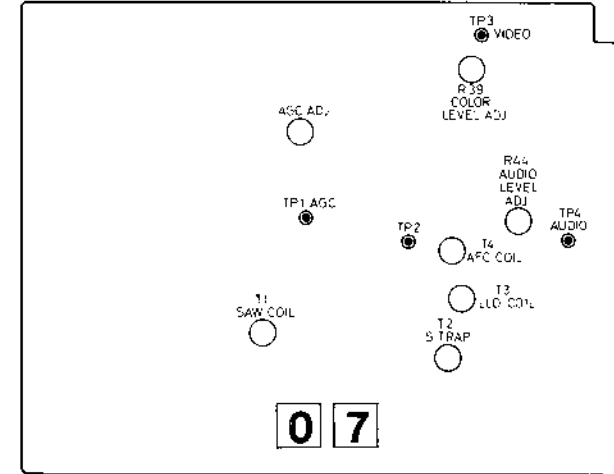 TP3
VIDEO
R39
COLOR
LEVEL ADJ
AGC ADJ
R44
AUDIO
LEVEL
ADJ
TP1 AGC
TP4
AUDIO
TP2
T4
AFC COIL
T3
COIL
T1
SAW COIL
T2
S TRAP
0 7